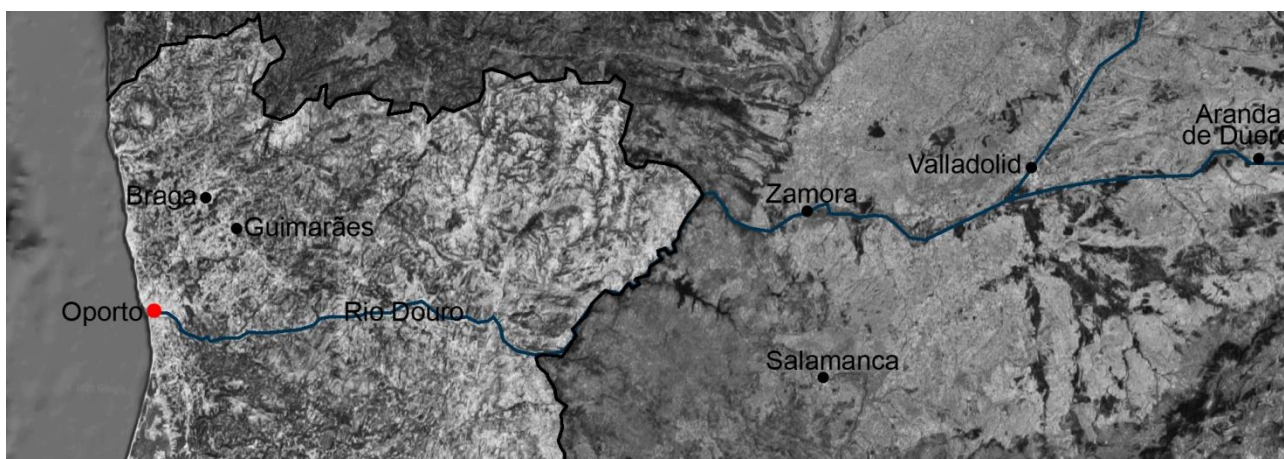 Aranda
de Duero
Valladolid
Zamora
Braga
Guimarães
Oporto
Rio Douro
Salamanca